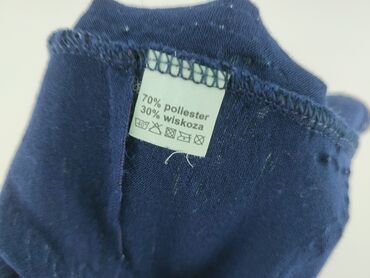 70% poliester
30% wiskoza